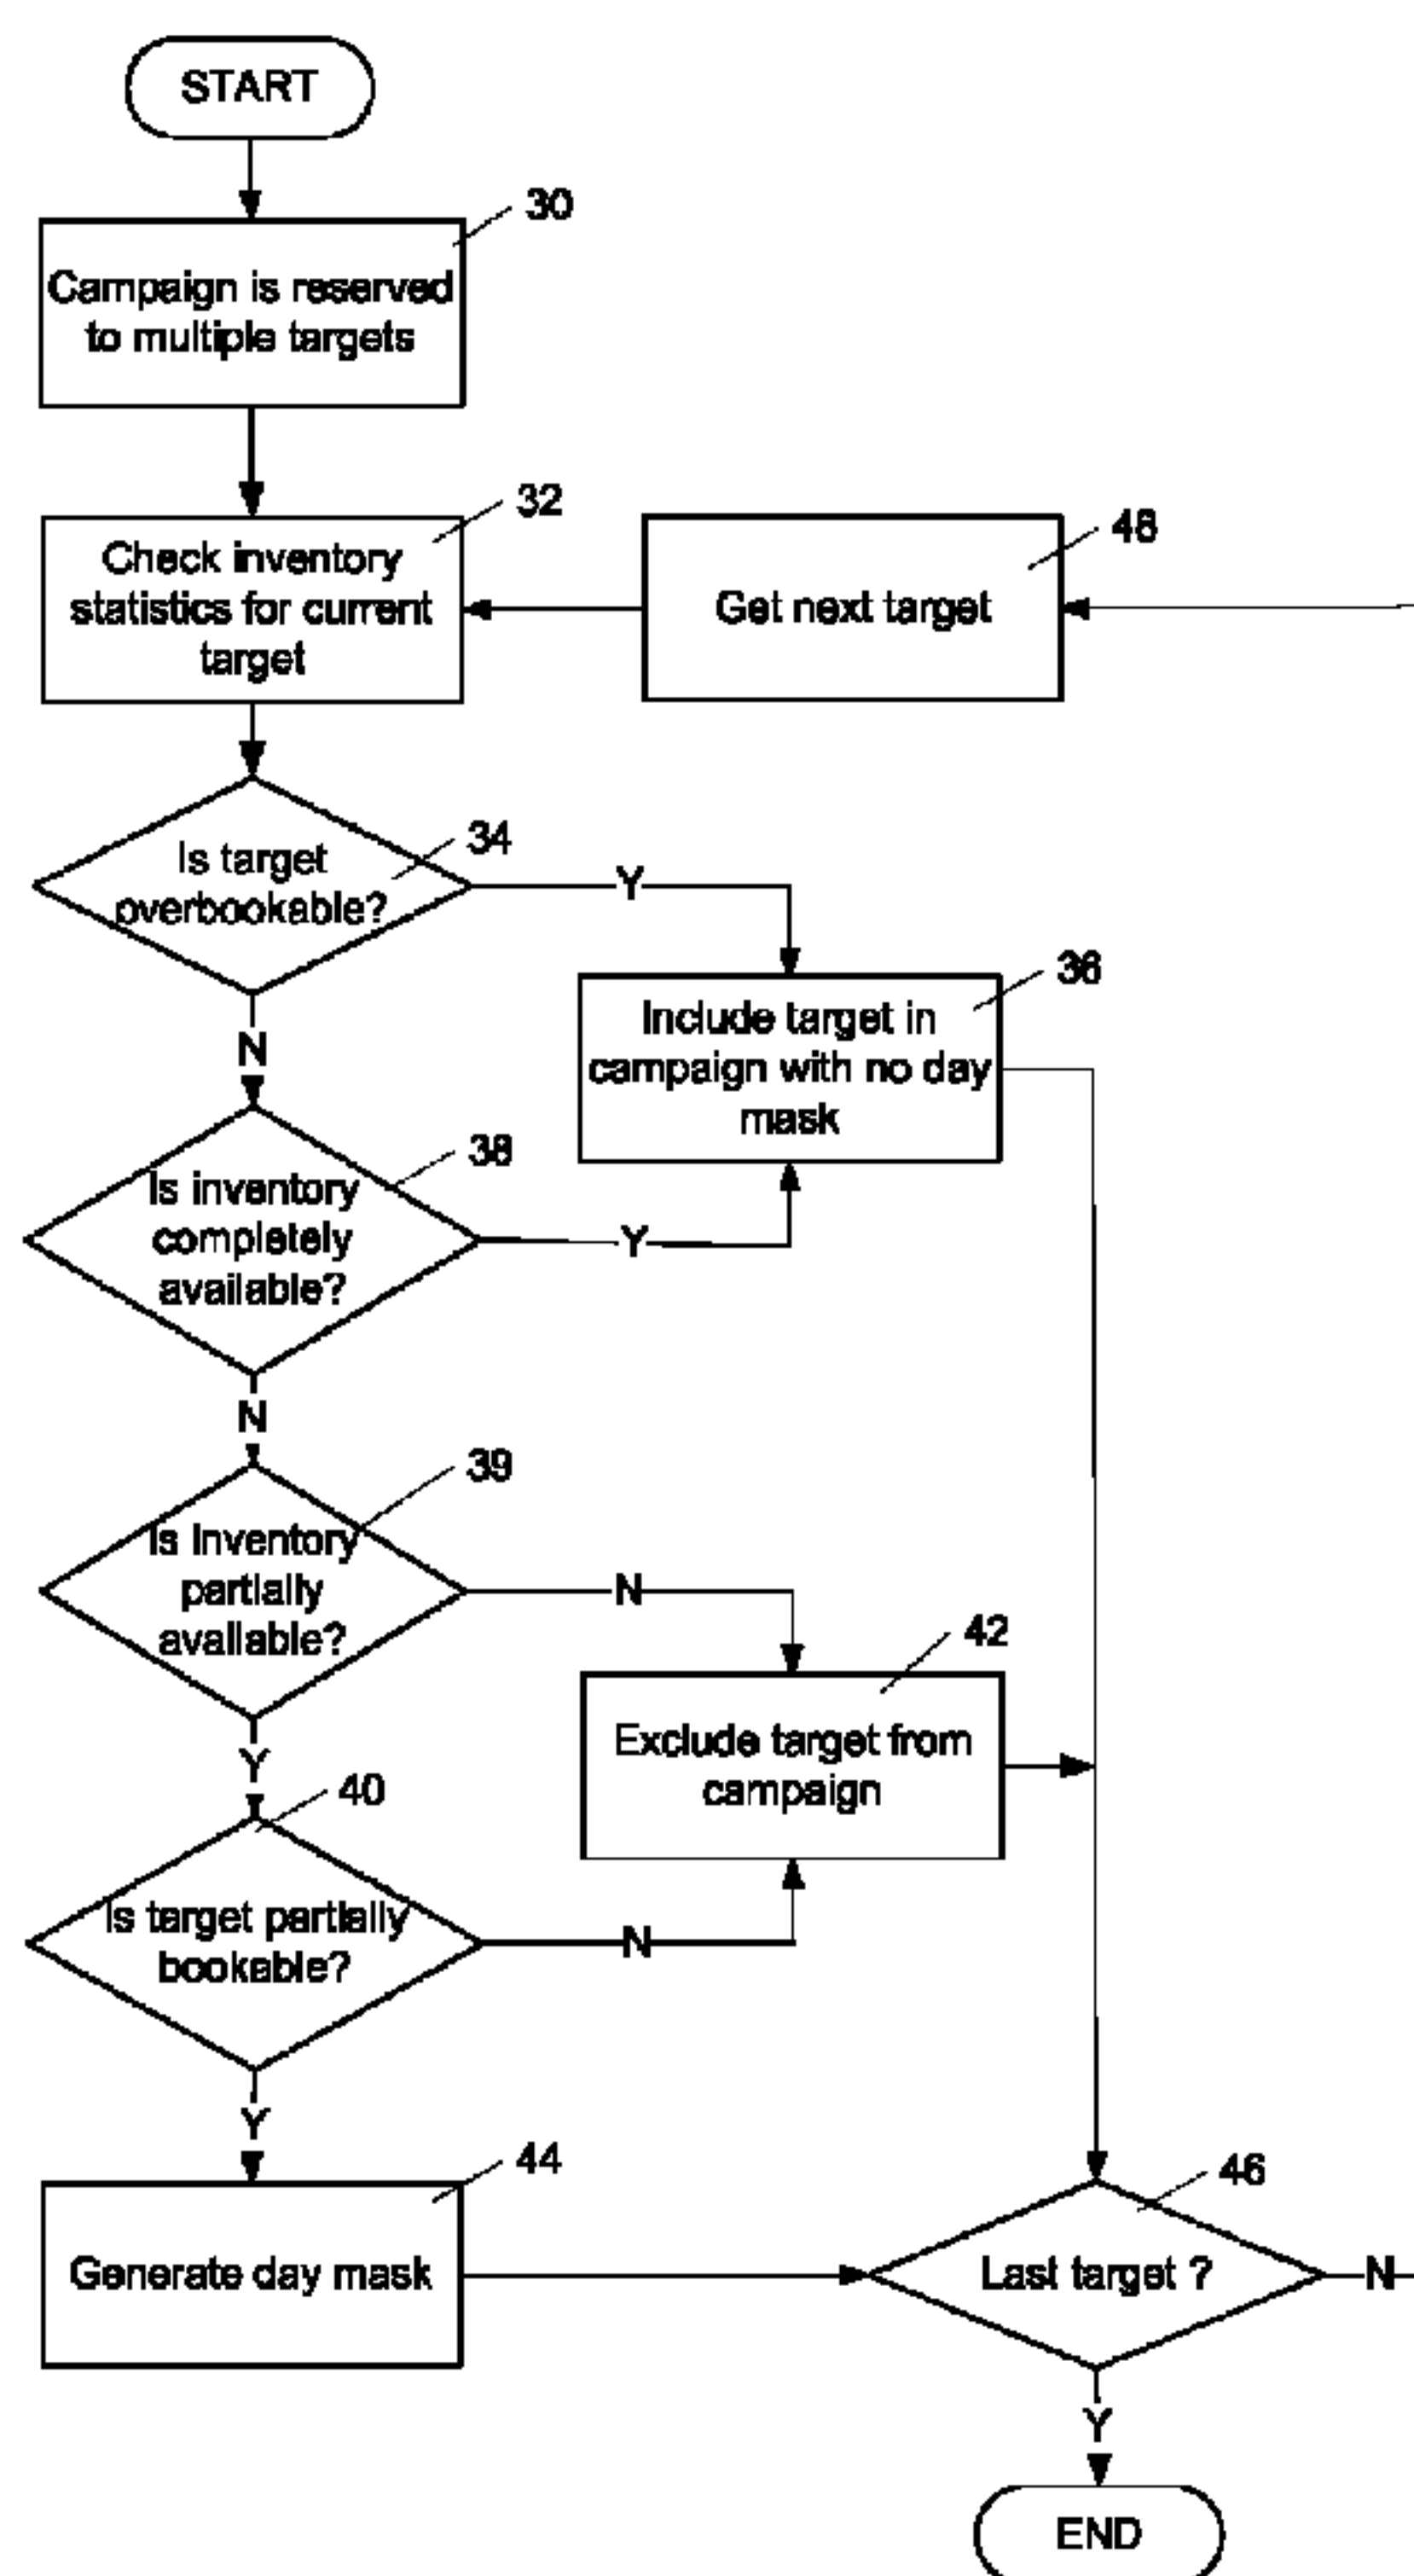 START
30
Campaign is reserved
to multiple targets
32
Check inventory
statistics for current
target
48
Get next target
34
Is target
overbookable?
Y
N
36
Include target in
campaign with no day
mask
38
Is inventory
completely
available?
Y
N
39
Is Inventory
partially
available?
N
Y
42
Exclude target from
campaign
40
Is target partially
bookable?
N
Y
44
Generate day mask
46
Last target ?
N
Y
END